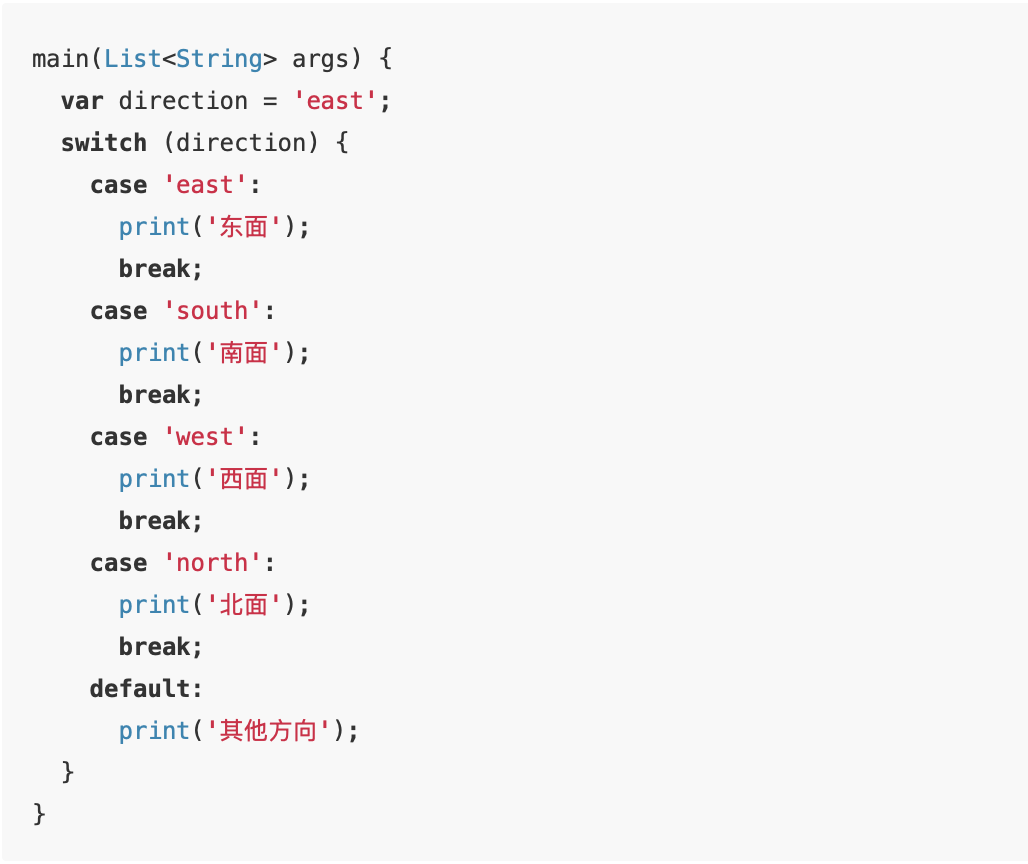 main(List<String> args) {
  var direction = 'east';
  switch (direction) {
    case 'east':
      print('东面');
      break;
    case 'south':
      print('南面');
      break;
    case 'west':
      print('西面');
      break;
    case 'north':
      print('北面');
      break;
    default:
      print('其他方向');
  }
}